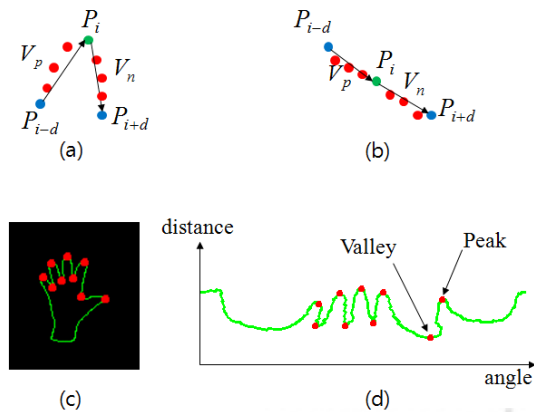 P_i
V_p
V_n
P_{i-d}
P_{i+d}
(a)
P_{i-d}
P_i
V_p
V_n
P_{i+d}
(b)
distance
Valley
Peak
angle
(c)
(d)